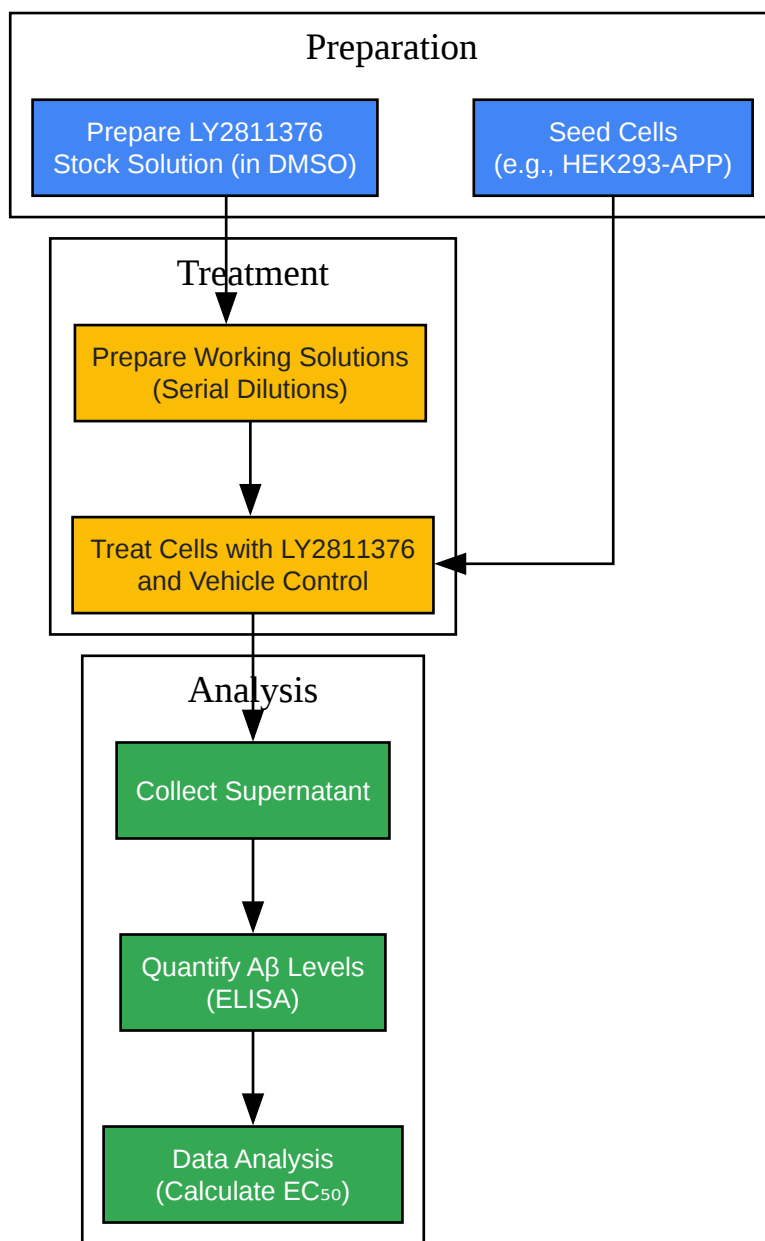 Preparation
Prepare LY2811376
Stock Solution (in DMSO)
Seed Cells
(e.g., HEK293-APP)
Treatment
Prepare Working Solutions
(Serial Dilutions)
Treat Cells with LY2811376
and Vehicle Control
Analysis
Collect Supernatant
Quantify Aβ Levels
(ELISA)
Data Analysis
(Calculate EC₅₀)